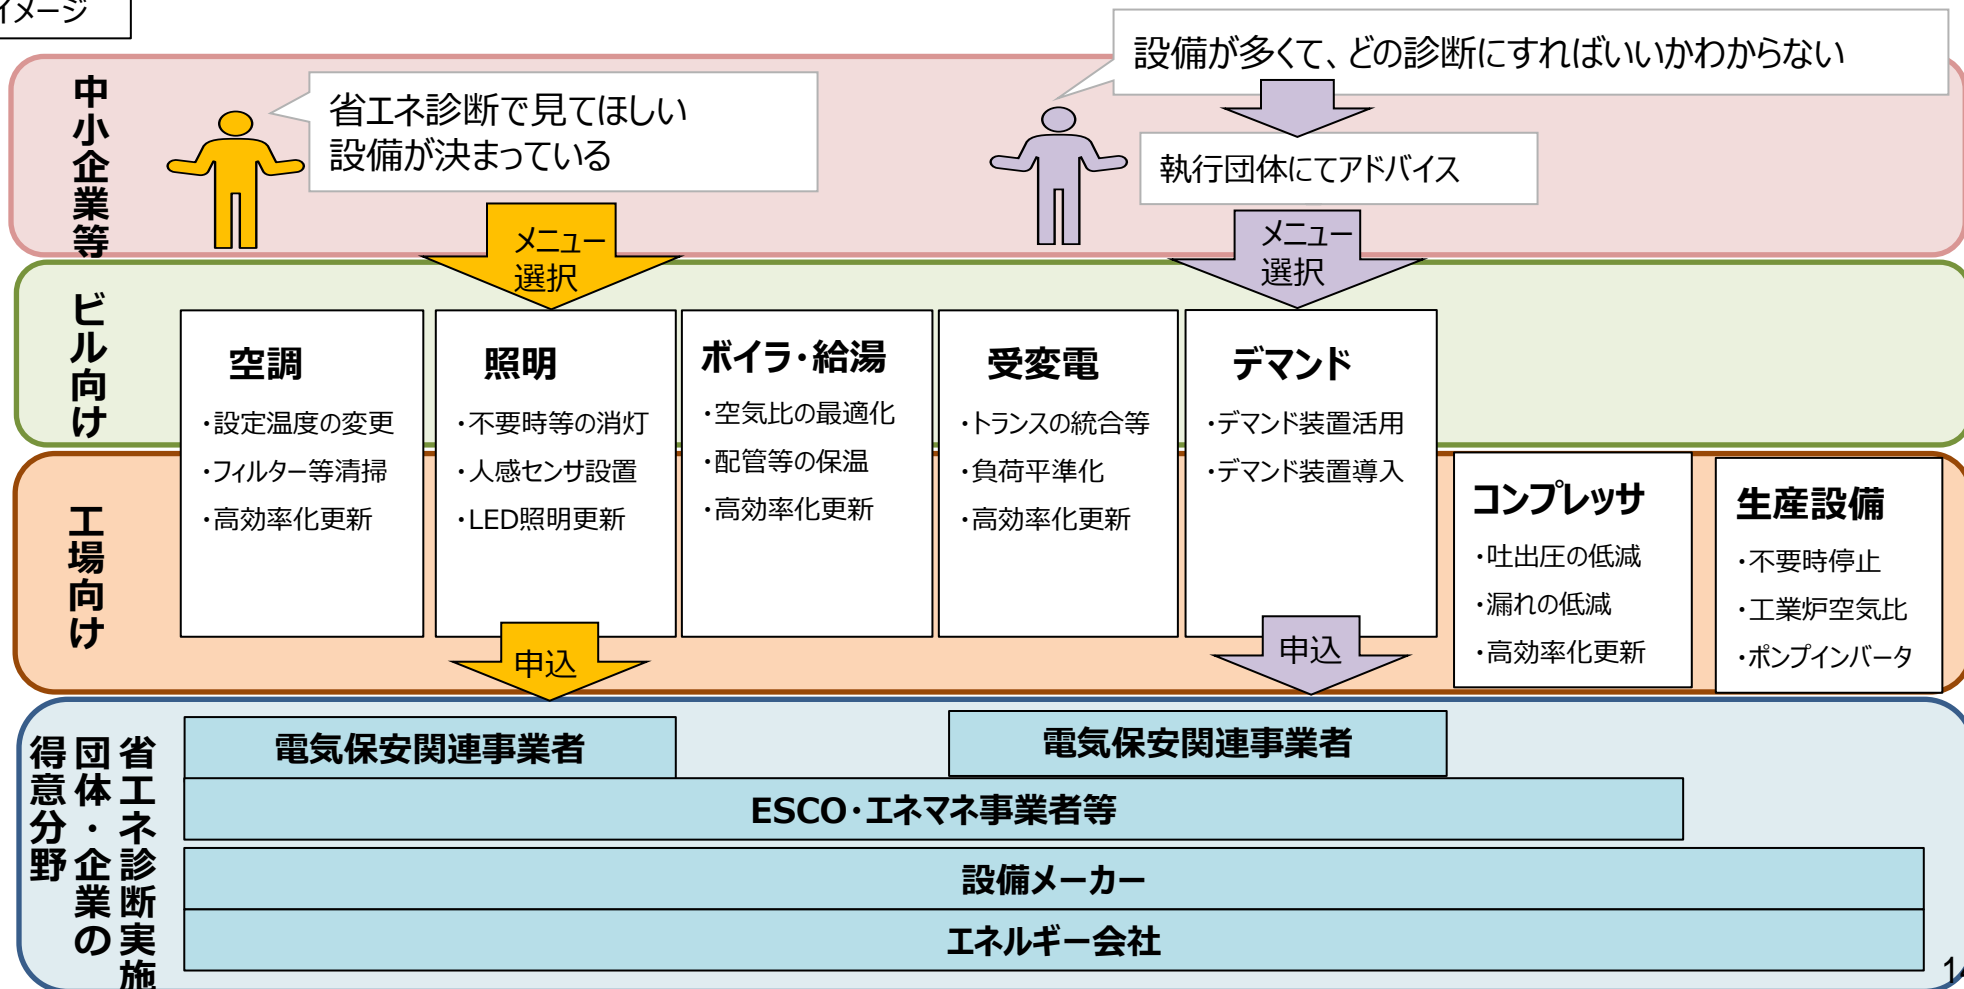 イメージ
中小企業等
省エネ診断で見てほしい
設備が決まっている
設備が多くて、どの診断にすればいいかわからない
執行団体にてアドバイス
メニュー
選択
メニュー
選択
ビル向け
工場向け
空調
・設定温度の変更
・フィルター等清掃
・高効率化更新
照明
・不要時等の消灯
・人感センサ設置
・LED照明更新
ボイラ・給湯
・空気比の最適化
・配管等の保温
・高効率化更新
受変電
・トランスの統合等
・負荷平準化
・高効率化更新
デマンド
・デマンド装置活用
・デマンド装置導入
コンプレッサ
・吐出圧の低減
・漏れの低減
・高効率化更新
生産設備
・不要時停止
・工業炉空気比
・ポンプインバータ
申込
申込
省エネ診断実施
団体・企業の
得意分野
電気保安関連事業者
電気保安関連事業者
ESCO・エネマネ事業者等
設備メーカー
エネルギー会社